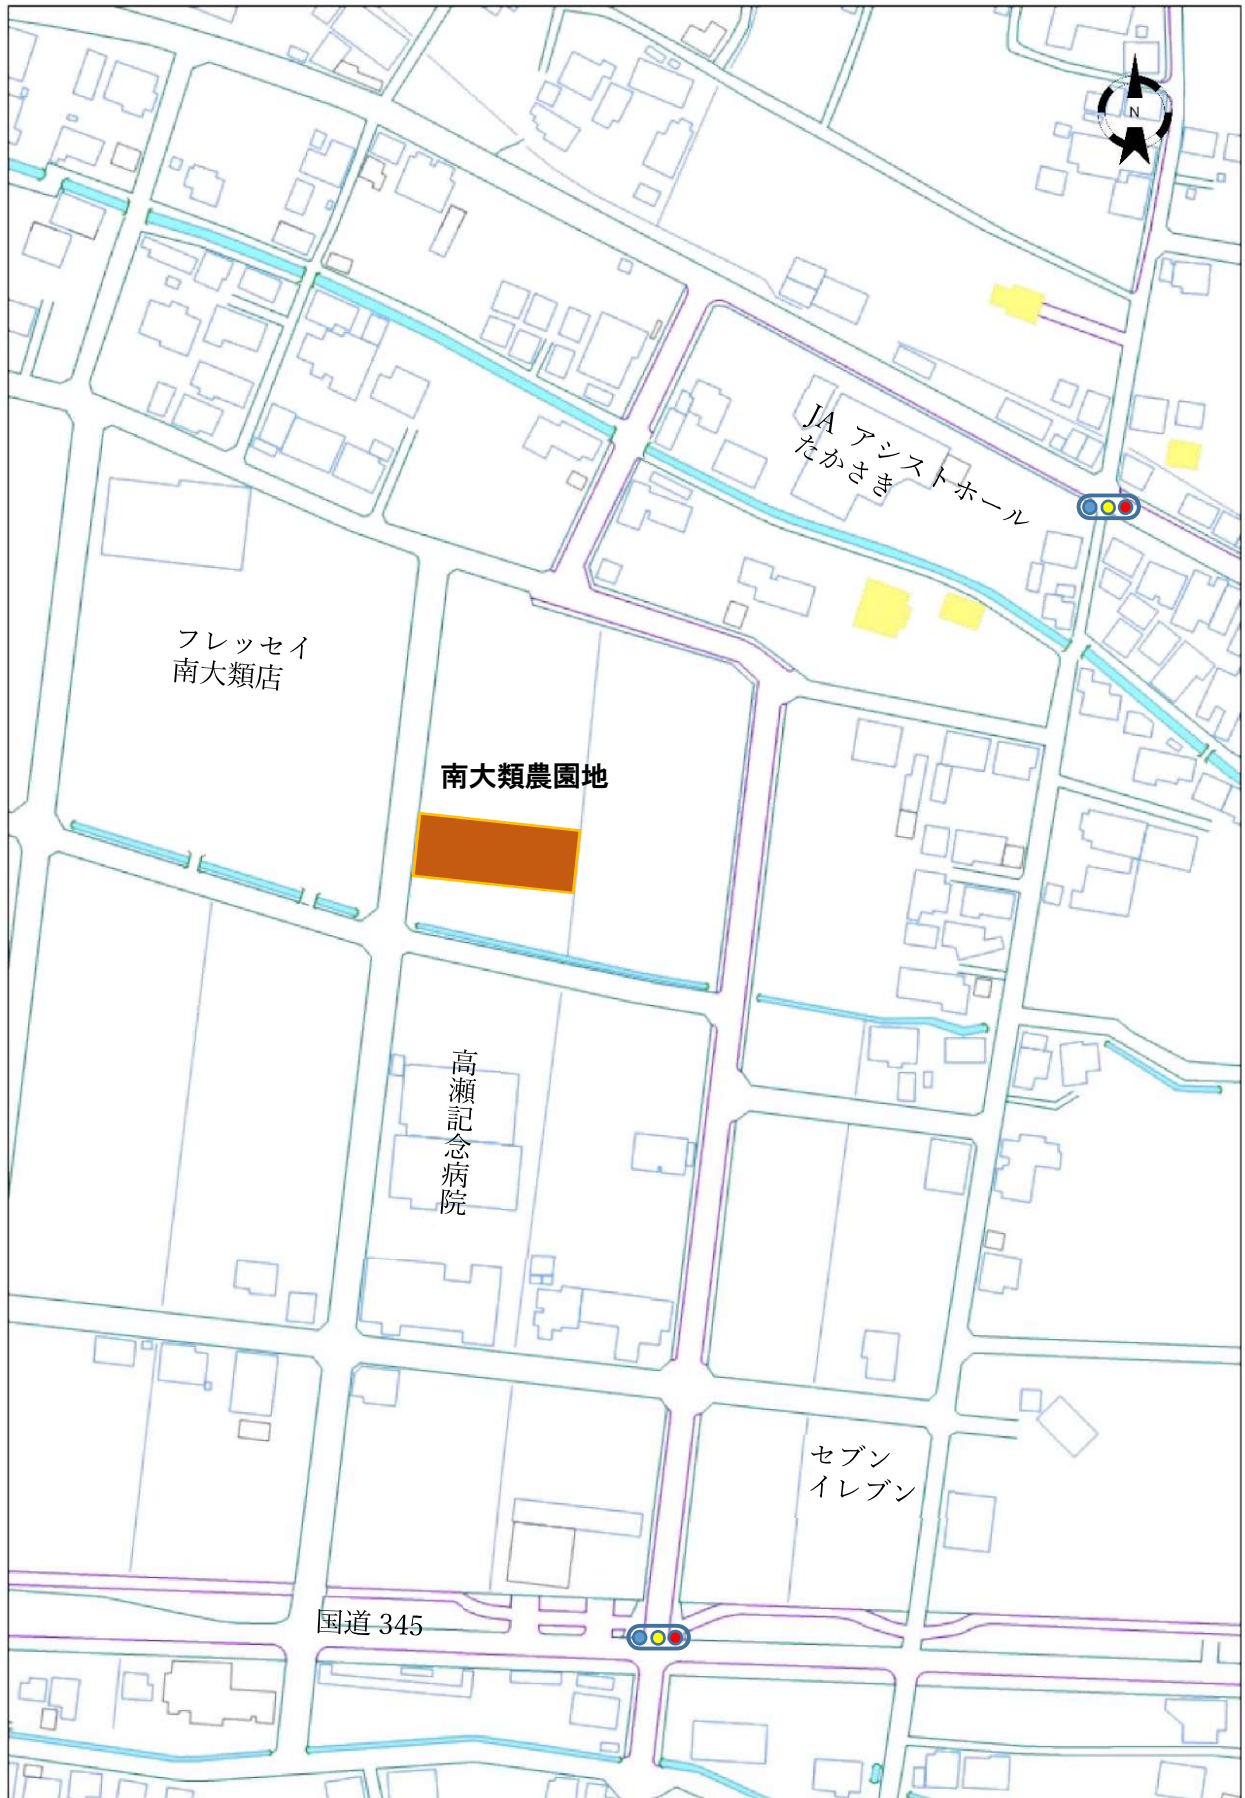 N
JA アシストホール
たかさき
フレッセイ
南大類店
南大類農園地
高瀬記念病院
セブン
イレブン
国道 345